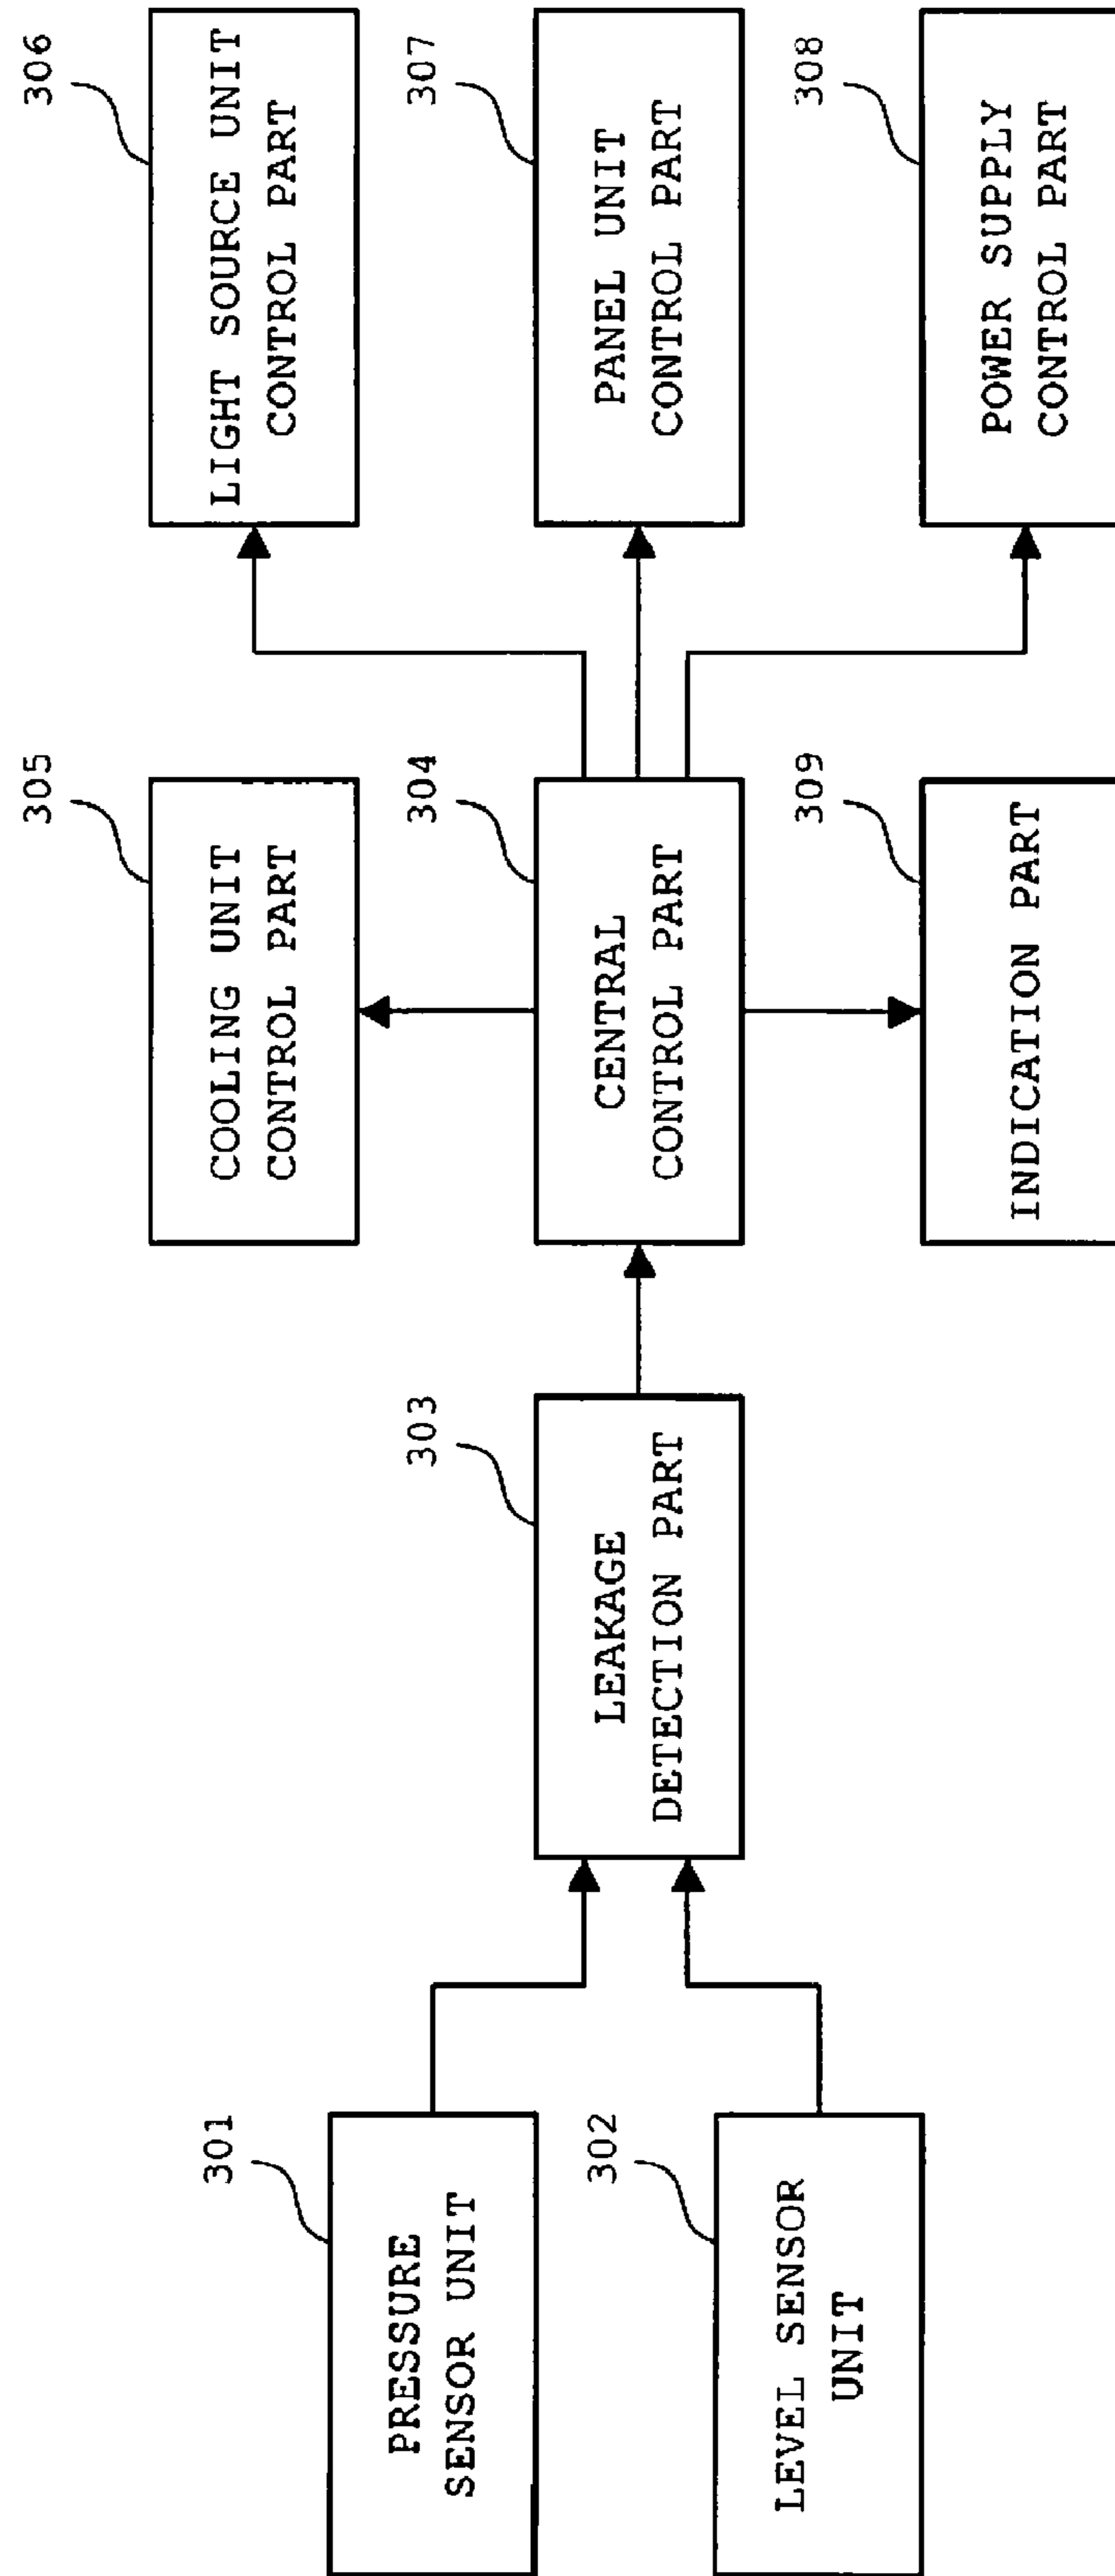 301
PRESSURE
SENSOR UNIT
302
LEVEL SENSOR
UNIT
303
LEAKAGE
DETECTION PART
305
COOLING UNIT
CONTROL PART
304
CENTRAL
CONTROL PART
309
INDICATION PART
306
LIGHT SOURCE UNIT
CONTROL PART
307
PANEL UNIT
CONTROL PART
308
POWER SUPPLY
CONTROL PART